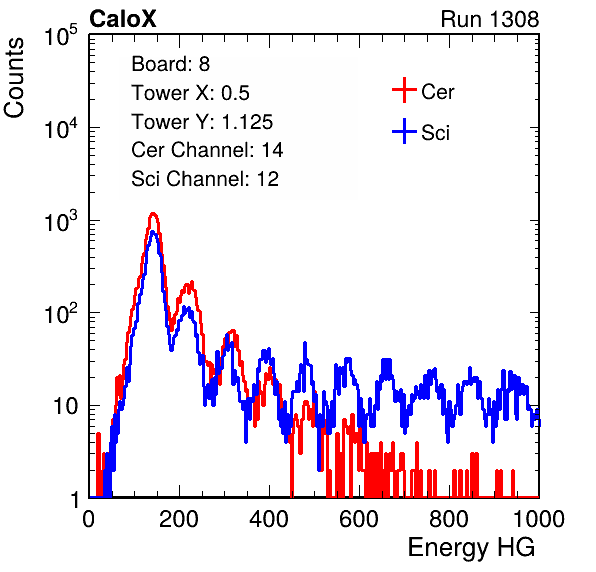 CaloX Run 1308
Counts
Board: 8
Tower X: 0.5
Tower Y: 1.125
Cer Channel: 14
Sci Channel: 12
Cer
Sci
10^5
10^4
10^3
10^2
10
1
0 200 400 600 800 1000
Energy HG